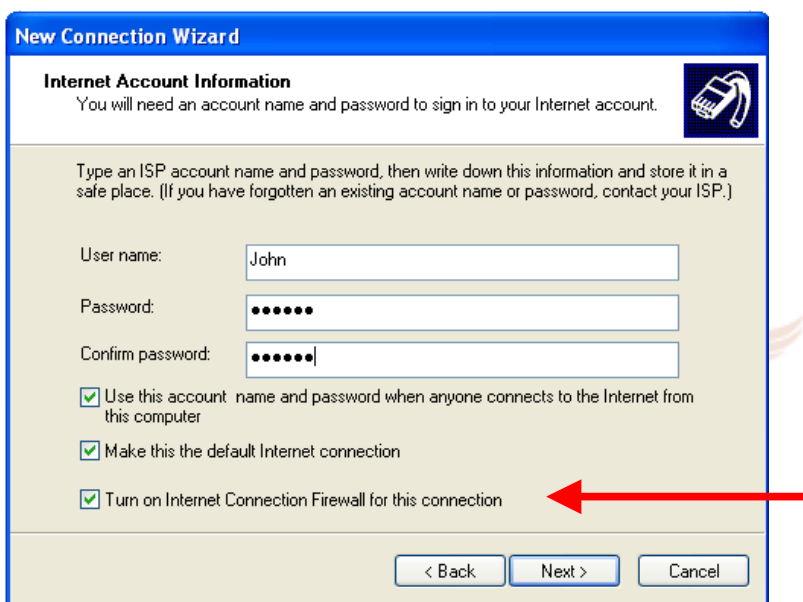 New Connection Wizard
Internet Account Information
You will need an account name and password to sign in to your Internet account.
Type an ISP account name and password, then write down this information and store it in a
safe place. (If you have forgotten an existing account name or password, contact your ISP.)
User name:
John
Password:
●●●●●●
Confirm password:
●●●●●●
Use this account name and password when anyone connects to the Internet from
this computer
Make this the default Internet connection
Turn on Internet Connection Firewall for this connection
< Back
Next >
Cancel